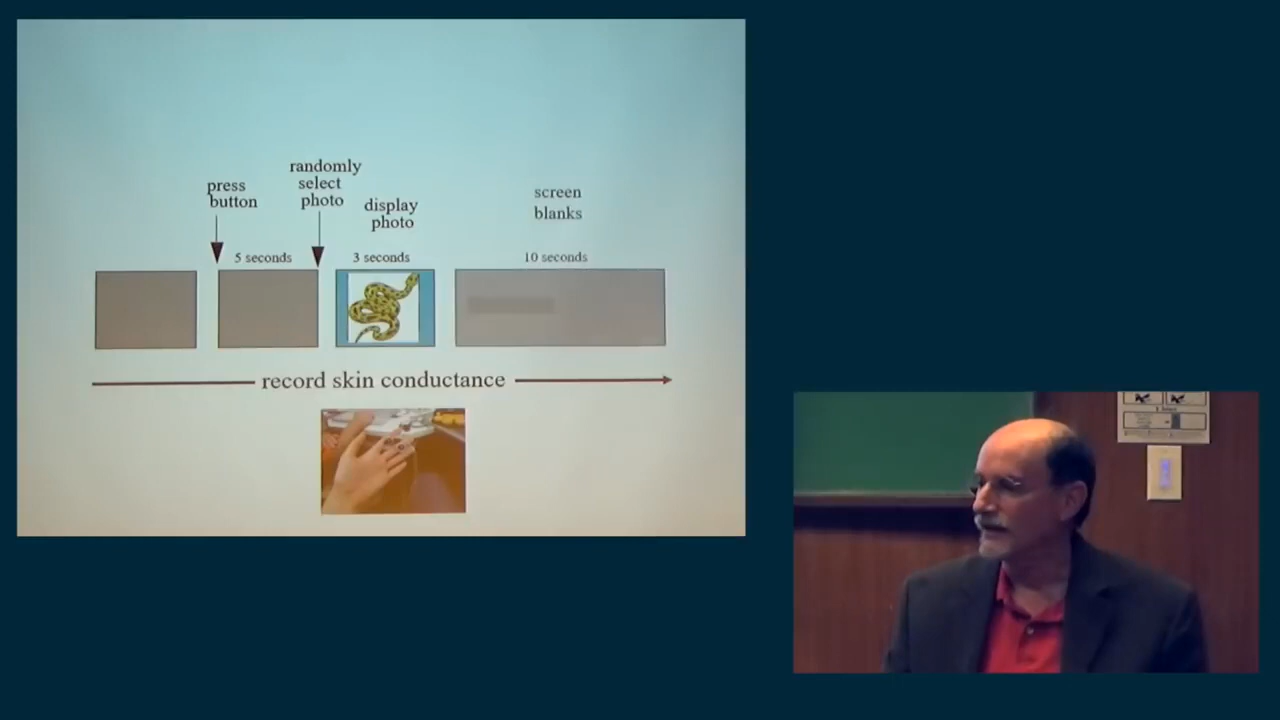 randomly
select
photo
press
button
display
photo
screen
blanks
5 seconds
3 seconds
10 seconds
record skin conductance